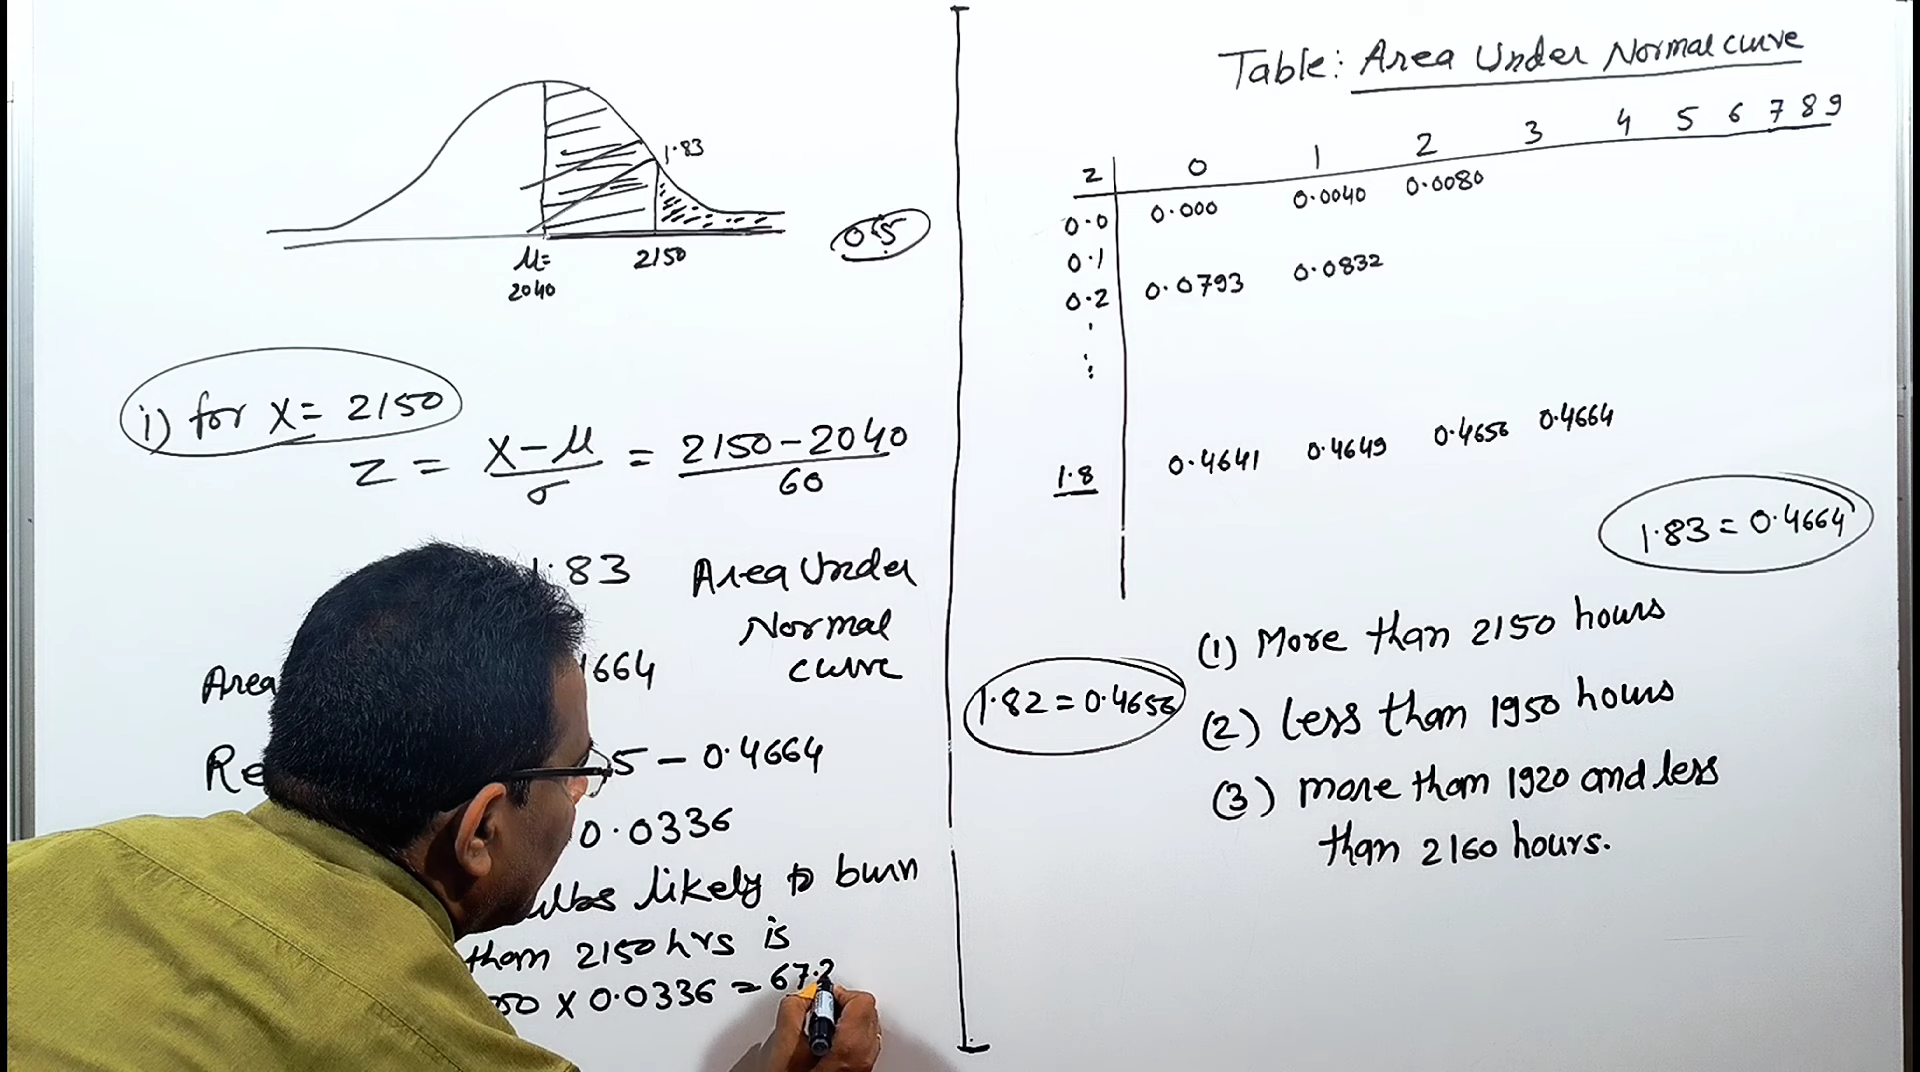 1.83
0.5
μ=
2040
2150
i) for X = 2150
Z = X-μ / σ = 2150-2040 / 60
1.83 Area Under
Normal
Area 1664 curve
5 - 0.4664
0.0336
likely to burn
than 2150 hrs is
X 0.0336 = 67.2
Table: Area Under Normal curve
Z 0 1 2 3 4 5 6 7 8 9
0.0 0.000 0.0040 0.0080
0.1
0.2 0.0793 0.0832
1.8 0.4641 0.4649 0.4656 0.4664
1.83 = 0.4664
1.82 = 0.4656
(1) More than 2150 hours
(2) less than 1950 hours
(3) more than 1920 and less
than 2160 hours.